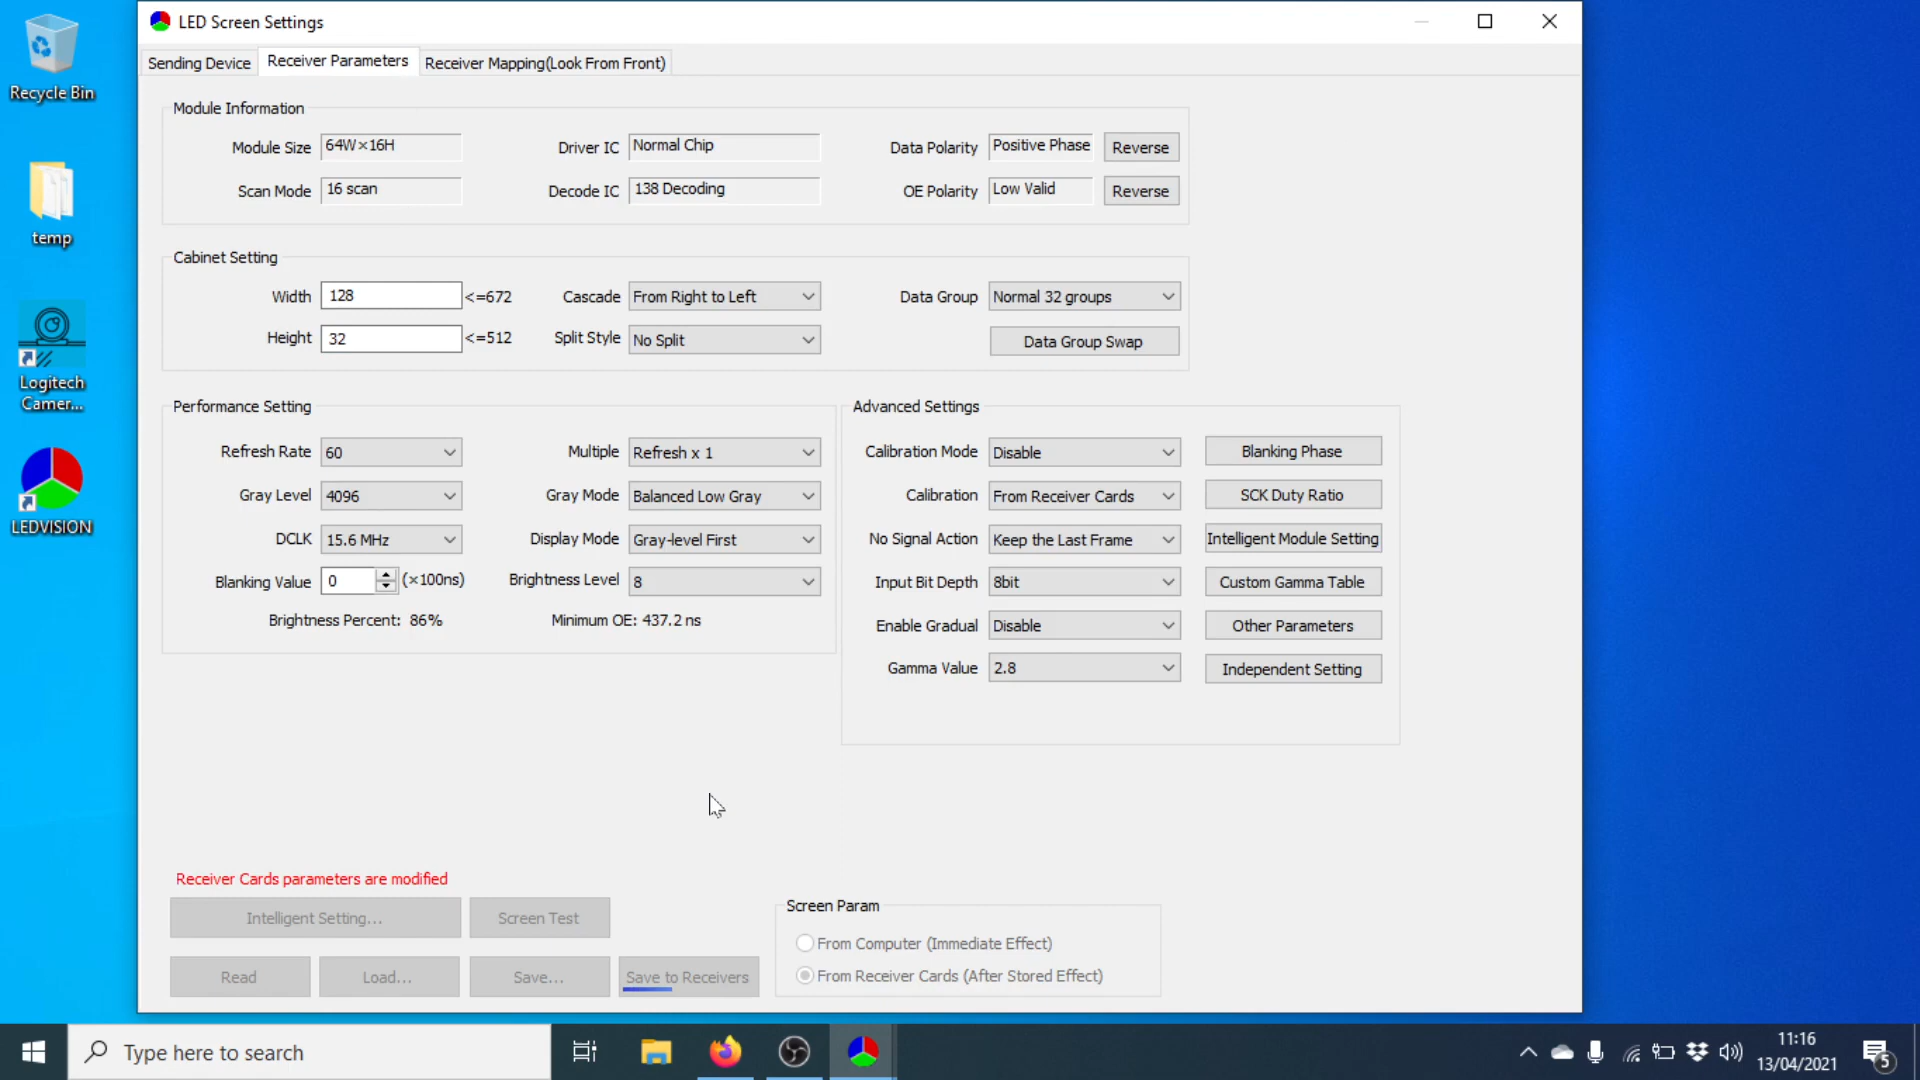 Recycle Bin
temp
Logitech
Camer...
LEDVISION
LED Screen Settings
Sending Device
Receiver Parameters
Receiver Mapping(Look From Front)
Module Information
Module Size 64W×16H Driver IC Normal Chip Data Polarity Positive Phase Reverse
Scan Mode 16 scan Decode IC 138 Decoding OE Polarity Low Valid Reverse
Cabinet Setting
Width 128 <=672 Cascade From Right to Left Data Group Normal 32 groups
Height 32 <=512 Split Style No Split Data Group Swap
Performance Setting
Refresh Rate 60 Multiple Refresh x 1
Gray Level 4096 Gray Mode Balanced Low Gray
DCLK 15.6 MHz Display Mode Gray-level First
Blanking Value 0 (×100ns) Brightness Level 8
Brightness Percent: 86% Minimum OE: 437.2 ns
Advanced Settings
Calibration Mode Disable Blanking Phase
Calibration From Receiver Cards SCK Duty Ratio
No Signal Action Keep the Last Frame Intelligent Module Setting
Input Bit Depth 8bit Custom Gamma Table
Enable Gradual Disable Other Parameters
Gamma Value 2.8 Independent Setting
Receiver Cards parameters are modified
Intelligent Setting... Screen Test
Read Load... Save... Save to Receivers
Screen Param
From Computer (Immediate Effect)
From Receiver Cards (After Stored Effect)
Type here to search
11:16
13/04/2021
5